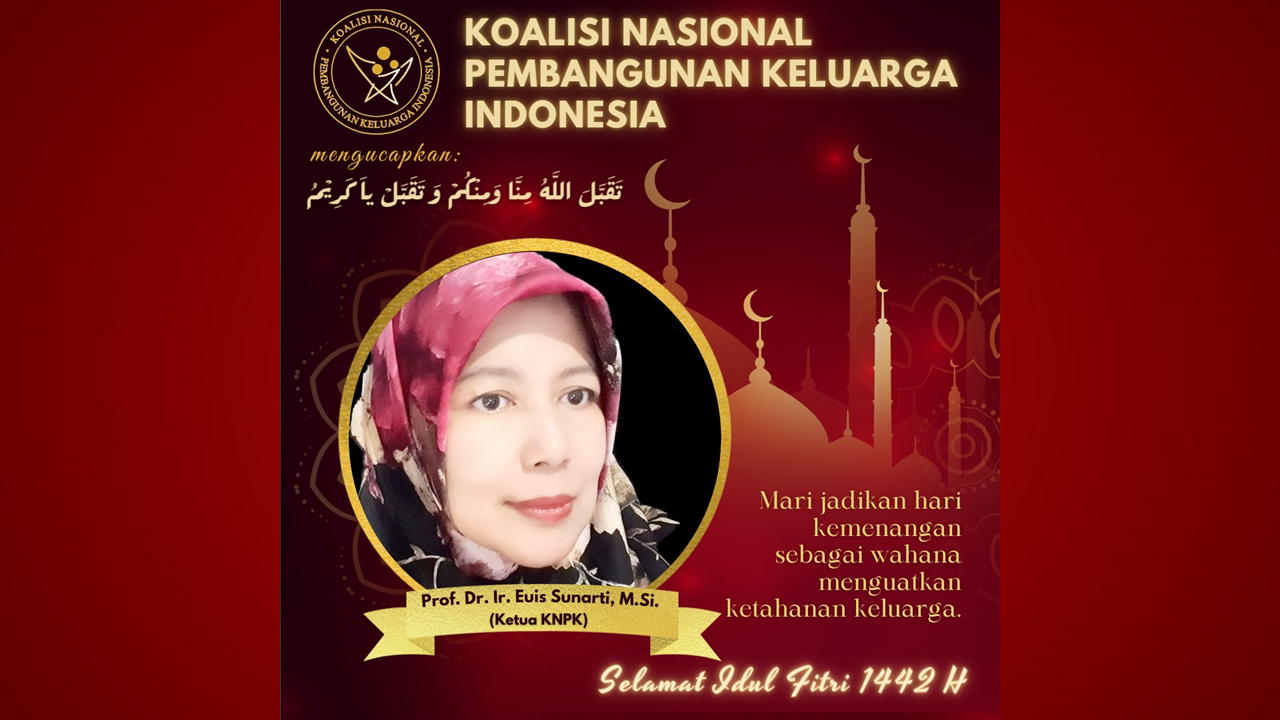 KOALISI NASIONAL
PEMBANGUNAN KELUARGA INDONESIA
KOALISI NASIONAL
PEMBANGUNAN KELUARGA
INDONESIA
mengucapkan:
تَقَبَّلَ اللَّهُ مِنَّا وَمِنْكُمْ وَ تَقَبَّلْ ياَ كَرِيْمُ
Prof. Dr. Ir. Euis Sunarti, M.Si.
(Ketua KNPK)
Mari jadikan hari
kemenangan
sebagai wahana
menguatkan
ketahanan keluarga.
Selamat Idul Fitri 1442 H